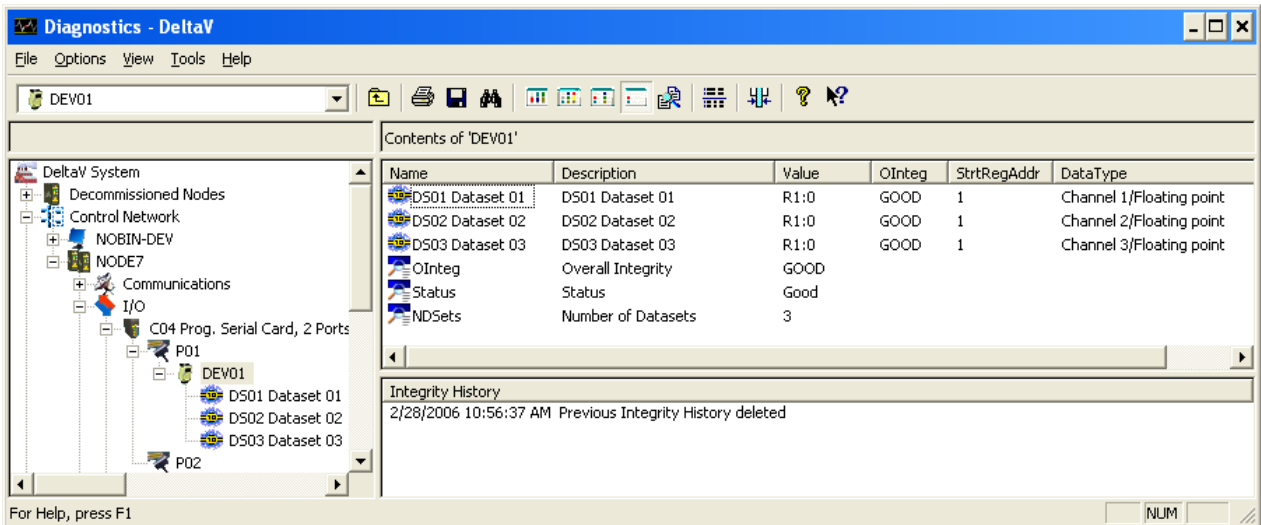 Diagnostics - DeltaV
File Options View Tools Help
DEV01
Contents of 'DEV01'
DeltaV System
Decommissioned Nodes
Control Network
NOBIN-DEV
NODE7
Communications
I/O
C04 Prog. Serial Card, 2 Ports
P01
DEV01
DS01 Dataset 01
DS02 Dataset 02
DS03 Dataset 03
P02
Name Description Value OInteg StrtRegAddr DataType
DS01 Dataset 01 DS01 Dataset 01 R1:0 GOOD 1 Channel 1/Floating point
DS02 Dataset 02 DS02 Dataset 02 R1:0 GOOD 1 Channel 2/Floating point
DS03 Dataset 03 DS03 Dataset 03 R1:0 GOOD 1 Channel 3/Floating point
OInteg Overall Integrity GOOD
Status Status Good
NDSets Number of Datasets 3
Integrity History
2/28/2006 10:56:37 AM Previous Integrity History deleted
For Help, press F1
NUM